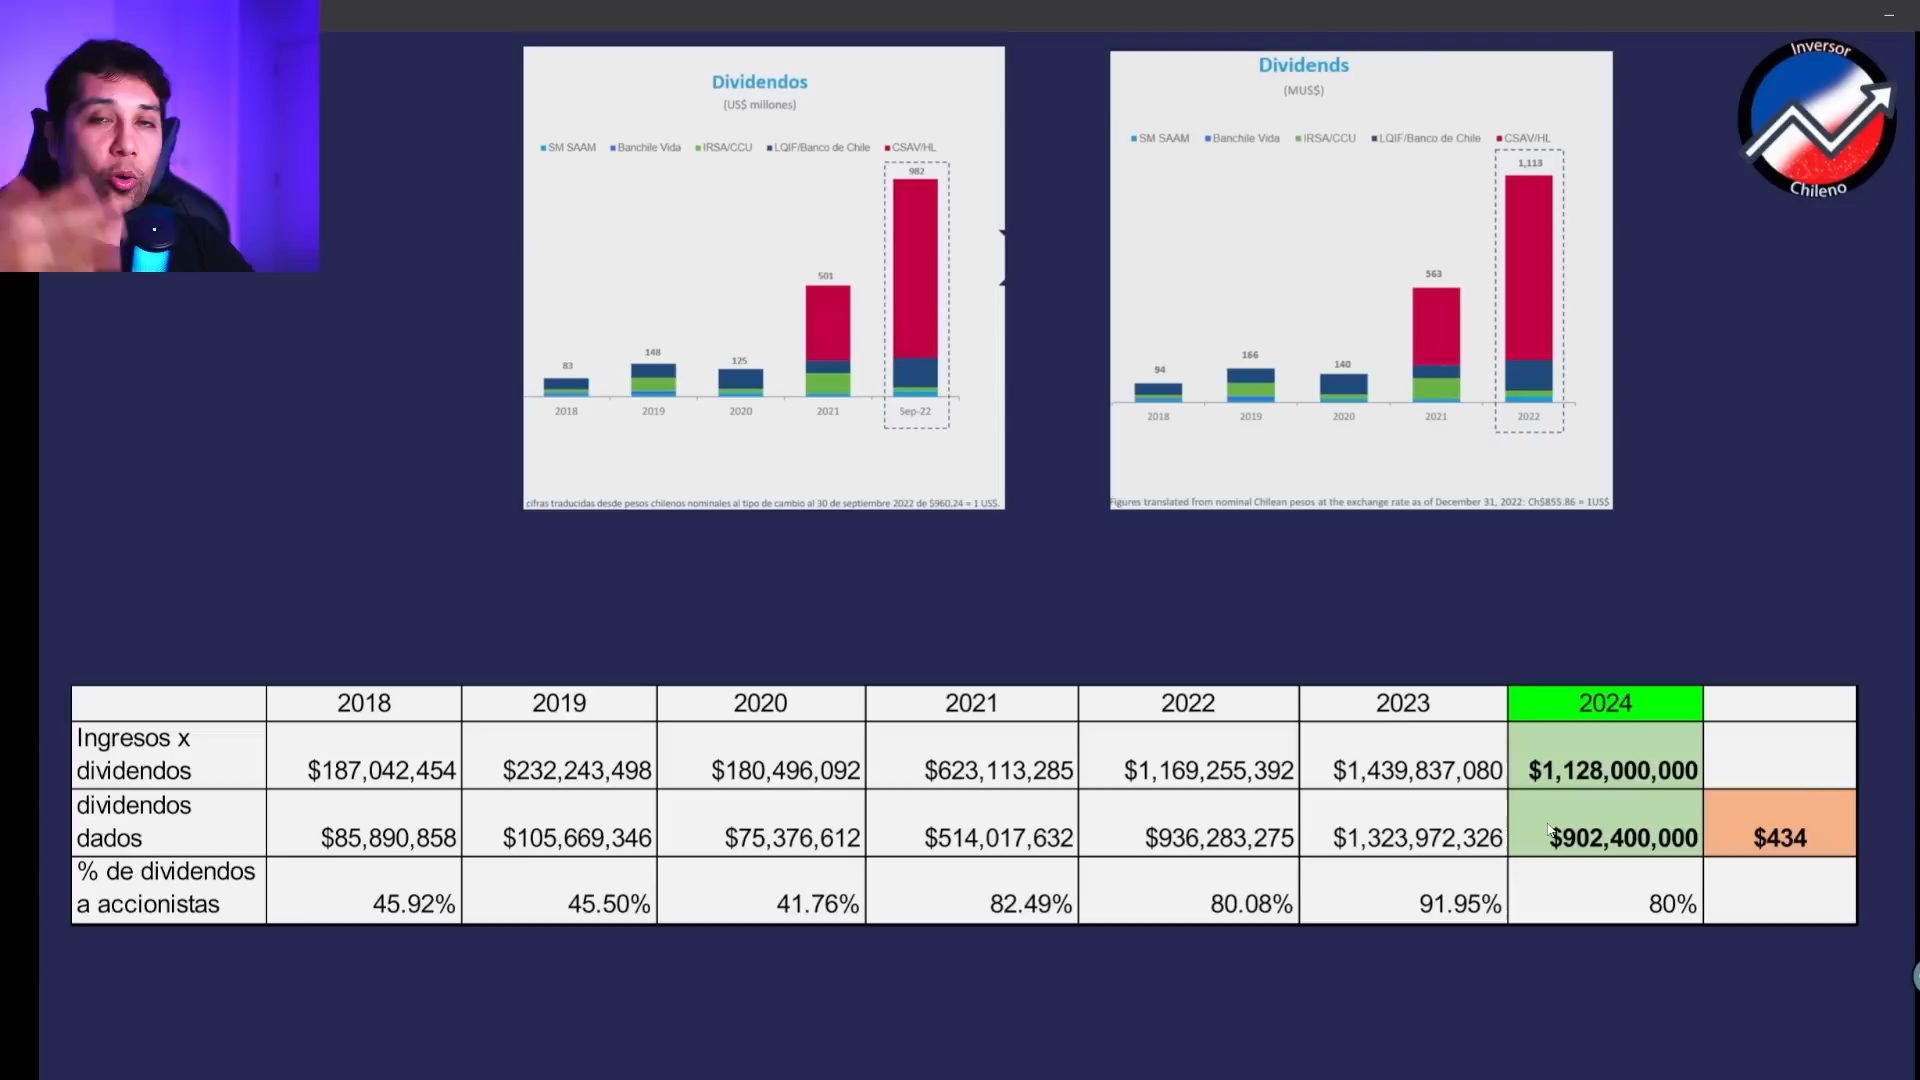 Dividendos
(US$ millones)
SM SAAM Banchile Vida IRSA/CCU LQIF/Banco de Chile CSAV/HL
982
501
148
125
83
2018 2019 2020 2021 Sep-22
cifras traducidas desde pesos chilenos nominales al tipo de cambio al 30 de septiembre 2022 de $960,24 = 1 US$.
Dividends
(MUS$)
SM SAAM Banchile Vida IRSA/CCU LQIF/Banco de Chile CSAV/HL
1,113
563
166
140
94
2018 2019 2020 2021 2022
Figures translated from nominal Chilean pesos at the exchange rate as of December 31, 2022: Ch$855.86 = 1US$
Inversor
Chileno
2018 2019 2020 2021 2022 2023 2024
Ingresos x
dividendos $187,042,454 $232,243,498 $180,496,092 $623,113,285 $1,169,255,392 $1,439,837,080 $1,128,000,000
dividendos
dados $85,890,858 $105,669,346 $75,376,612 $514,017,632 $936,283,275 $1,323,972,326 $902,400,000 $434
% de dividendos
a accionistas 45.92% 45.50% 41.76% 82.49% 80.08% 91.95% 80%